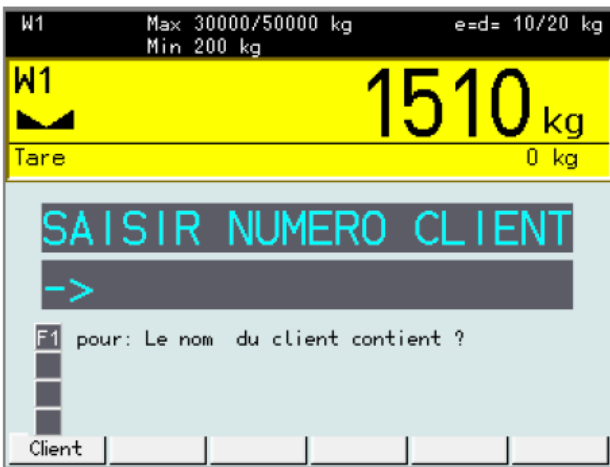 W1 Max 30000/50000 kg e=d= 10/20 kg
Min 200 kg
W1
1510 kg
Tare 0 kg
SAISIR NUMERO CLIENT
->
F1 pour: Le nom du client contient ?
Client